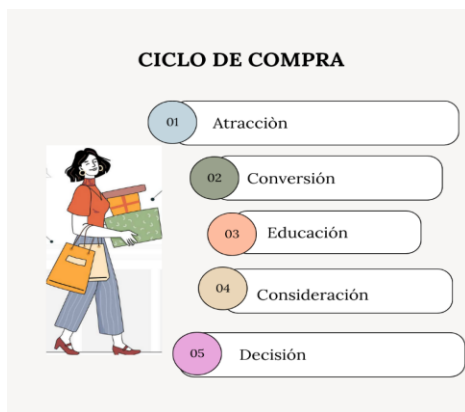 CICLO DE COMPRA
01 Atracciòn
02 Conversión
03 Educación
04 Consideración
05 Decisión